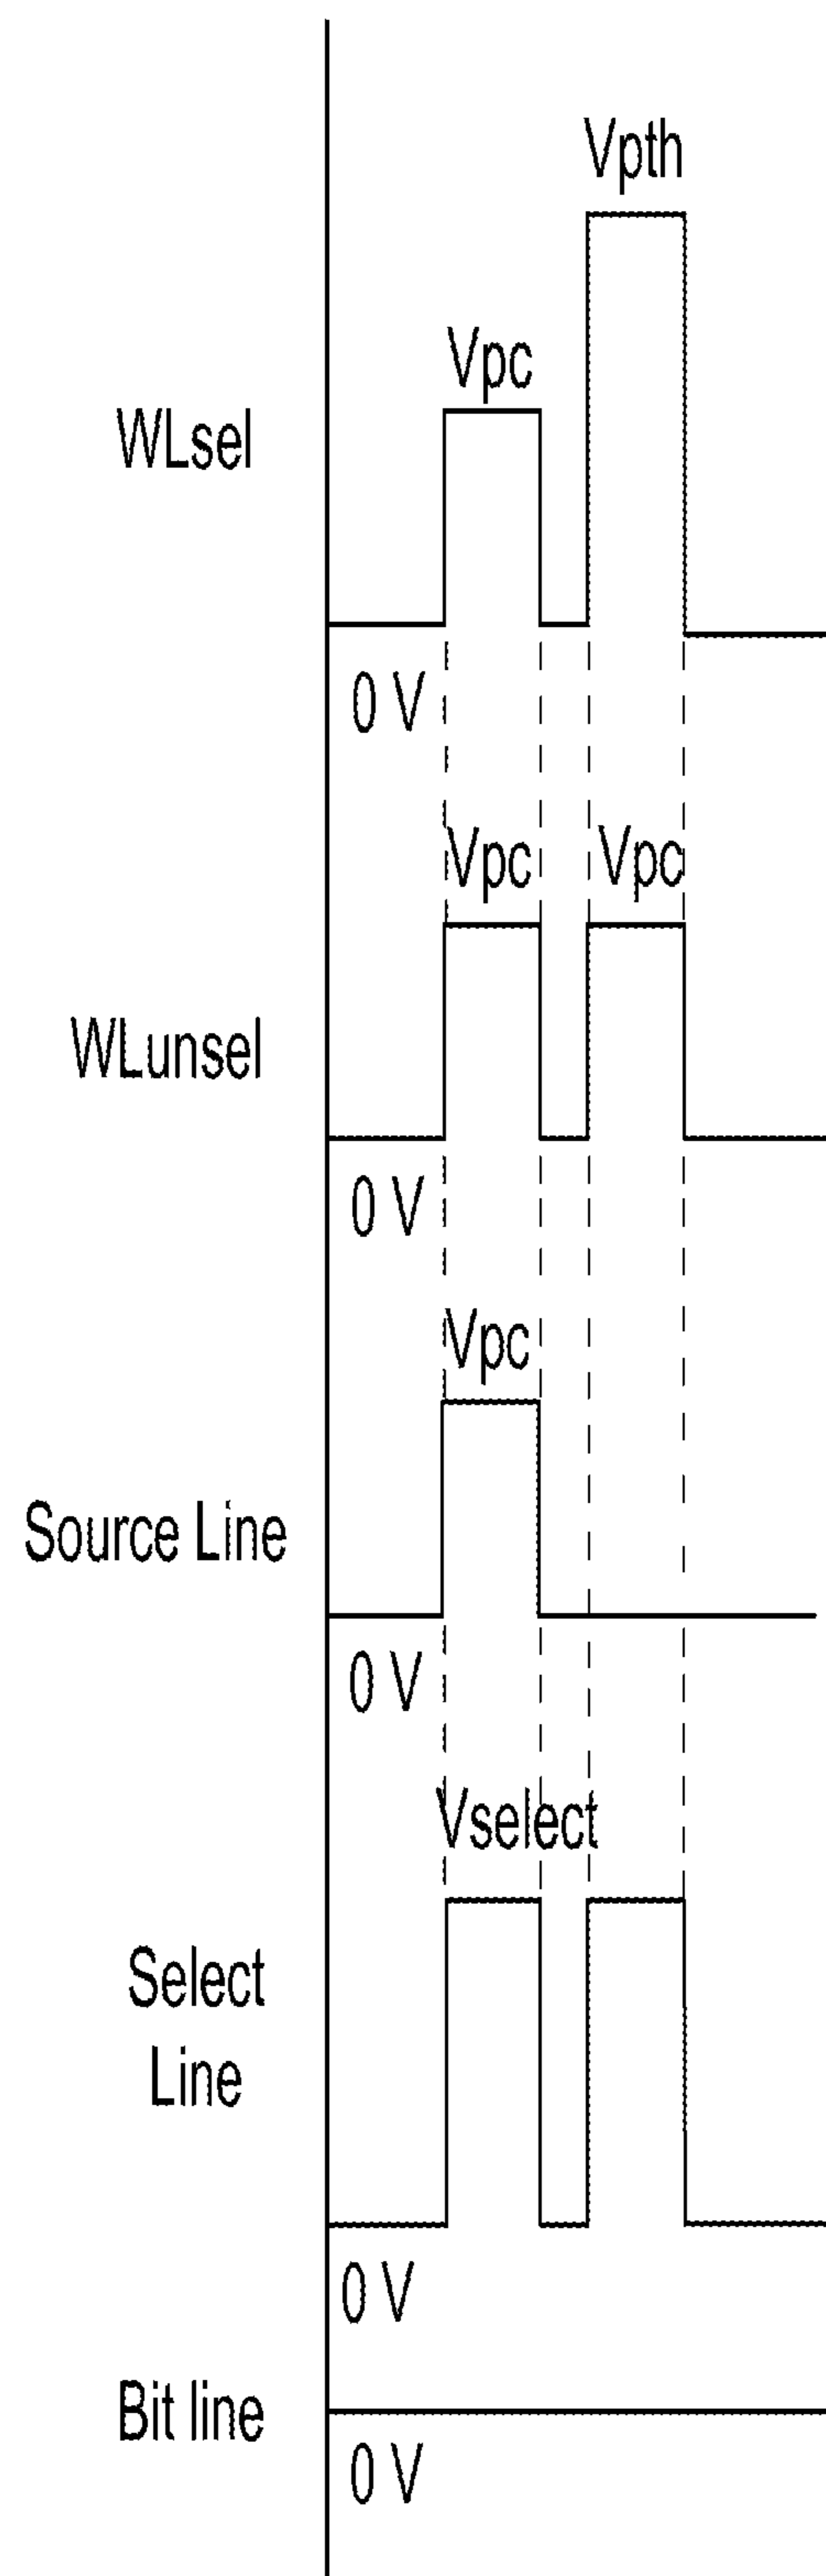 Vpth
Vpc
WLsel
0 V
Vpc Vpc
WLunsel
0 V
Vpc
Source Line
0 V
Vselect
Select
Line
0 V
Bit line
0 V